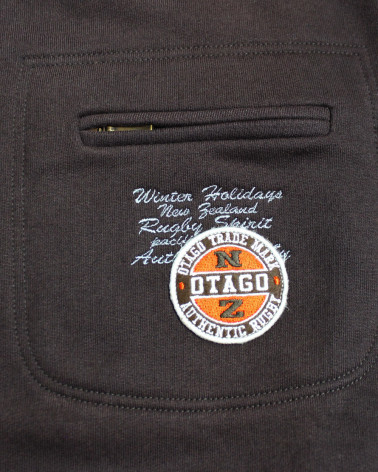 Winter Holidays
New Zealand
Rugby Spirit
OTAGO TRADE MARK
N
OTAGO
Z
AUTHENTIC RUGBY